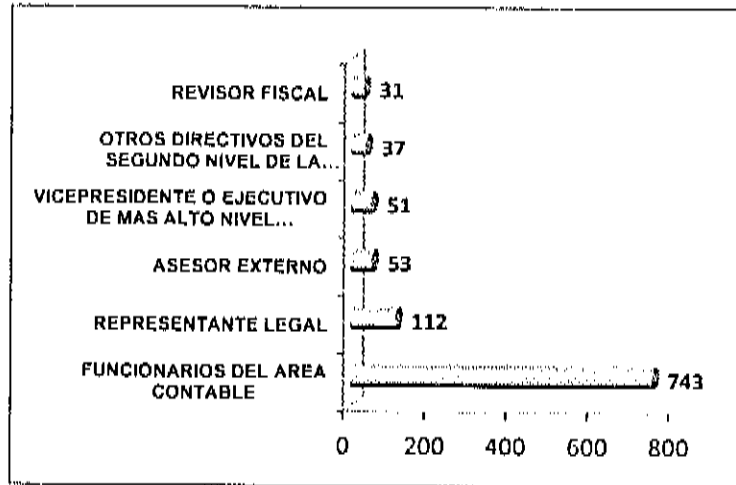 REVISOR FISCAL
31
OTROS DIRECTIVOS DEL
SEGUNDO NIVEL DE LA...
37
VICEPRESIDENTE O EJECUTIVO
DE MAS ALTO NIVEL...
51
ASESOR EXTERNO
53
REPRESENTANTE LEGAL
112
FUNCIONARIOS DEL AREA
CONTABLE
743
0 200 400 600 800